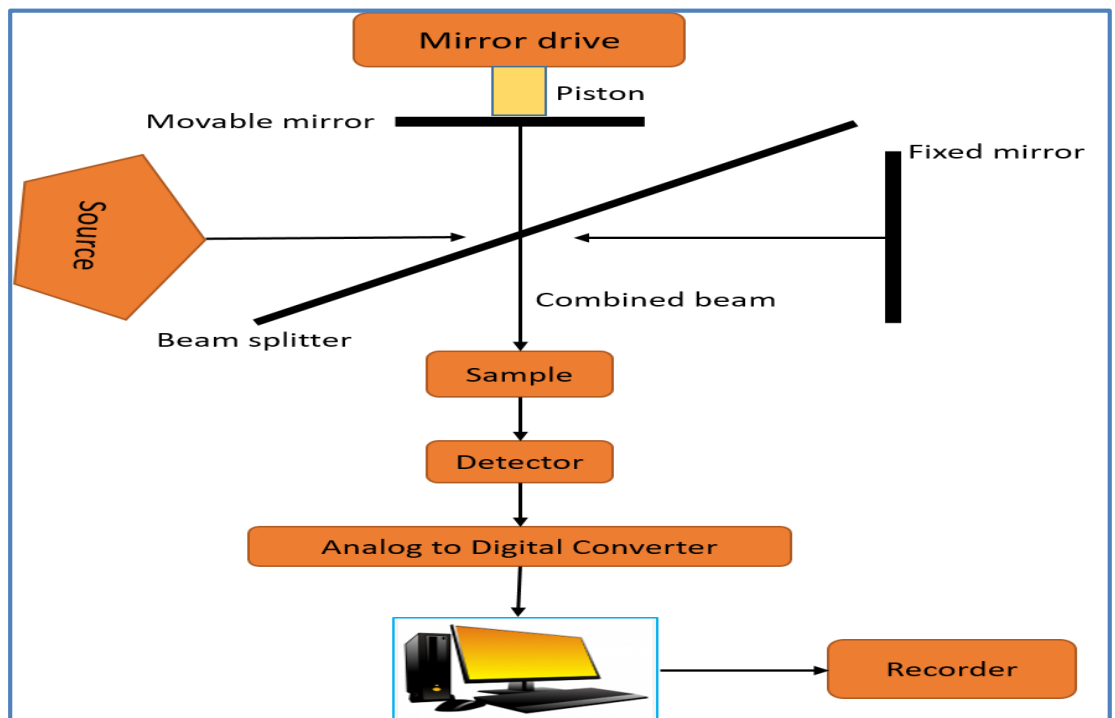 Mirror drive
Piston
Movable mirror
Fixed mirror
Source
Combined beam
Beam splitter
Sample
Detector
Analog to Digital Converter
Recorder